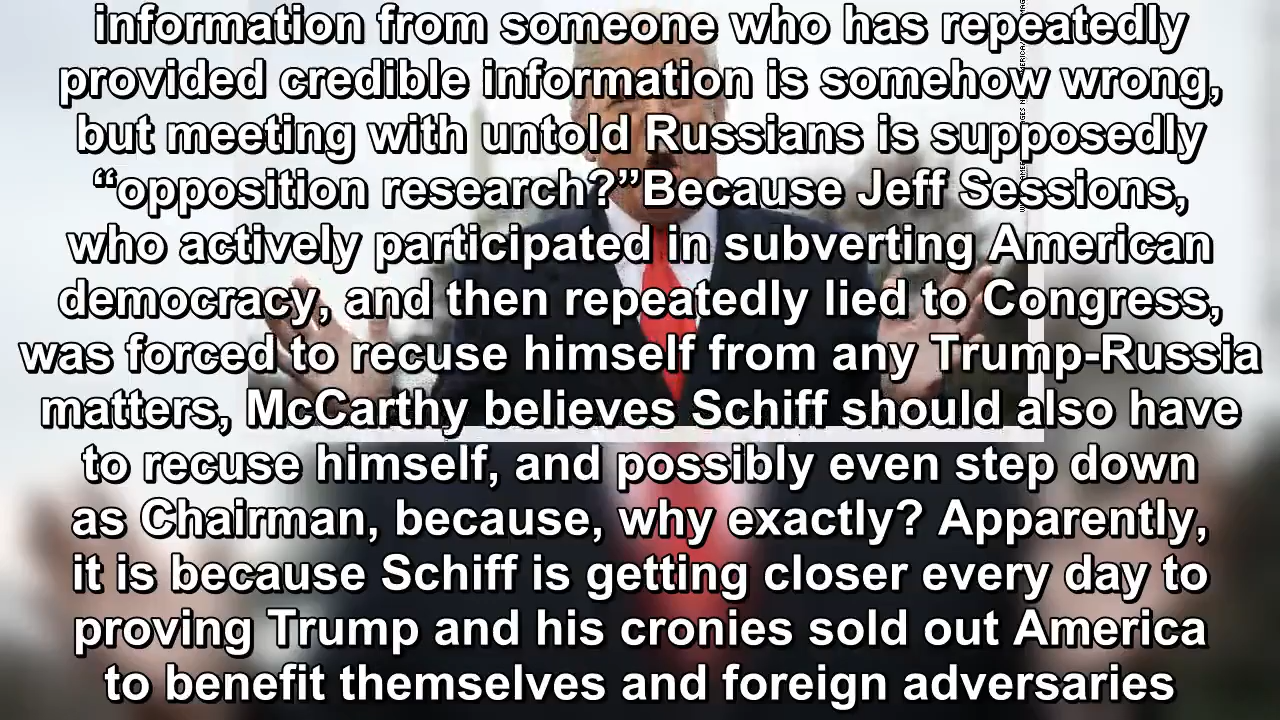 information from someone who has repeatedly
provided credible information is somehow wrong,
but meeting with untold Russians is supposedly
“opposition research?”Because Jeff Sessions,
who actively participated in subverting American
democracy, and then repeatedly lied to Congress,
was forced to recuse himself from any Trump-Russia
matters, McCarthy believes Schiff should also have
to recuse himself, and possibly even step down
as Chairman, because, why exactly? Apparently,
it is because Schiff is getting closer every day to
proving Trump and his cronies sold out America
to benefit themselves and foreign adversaries